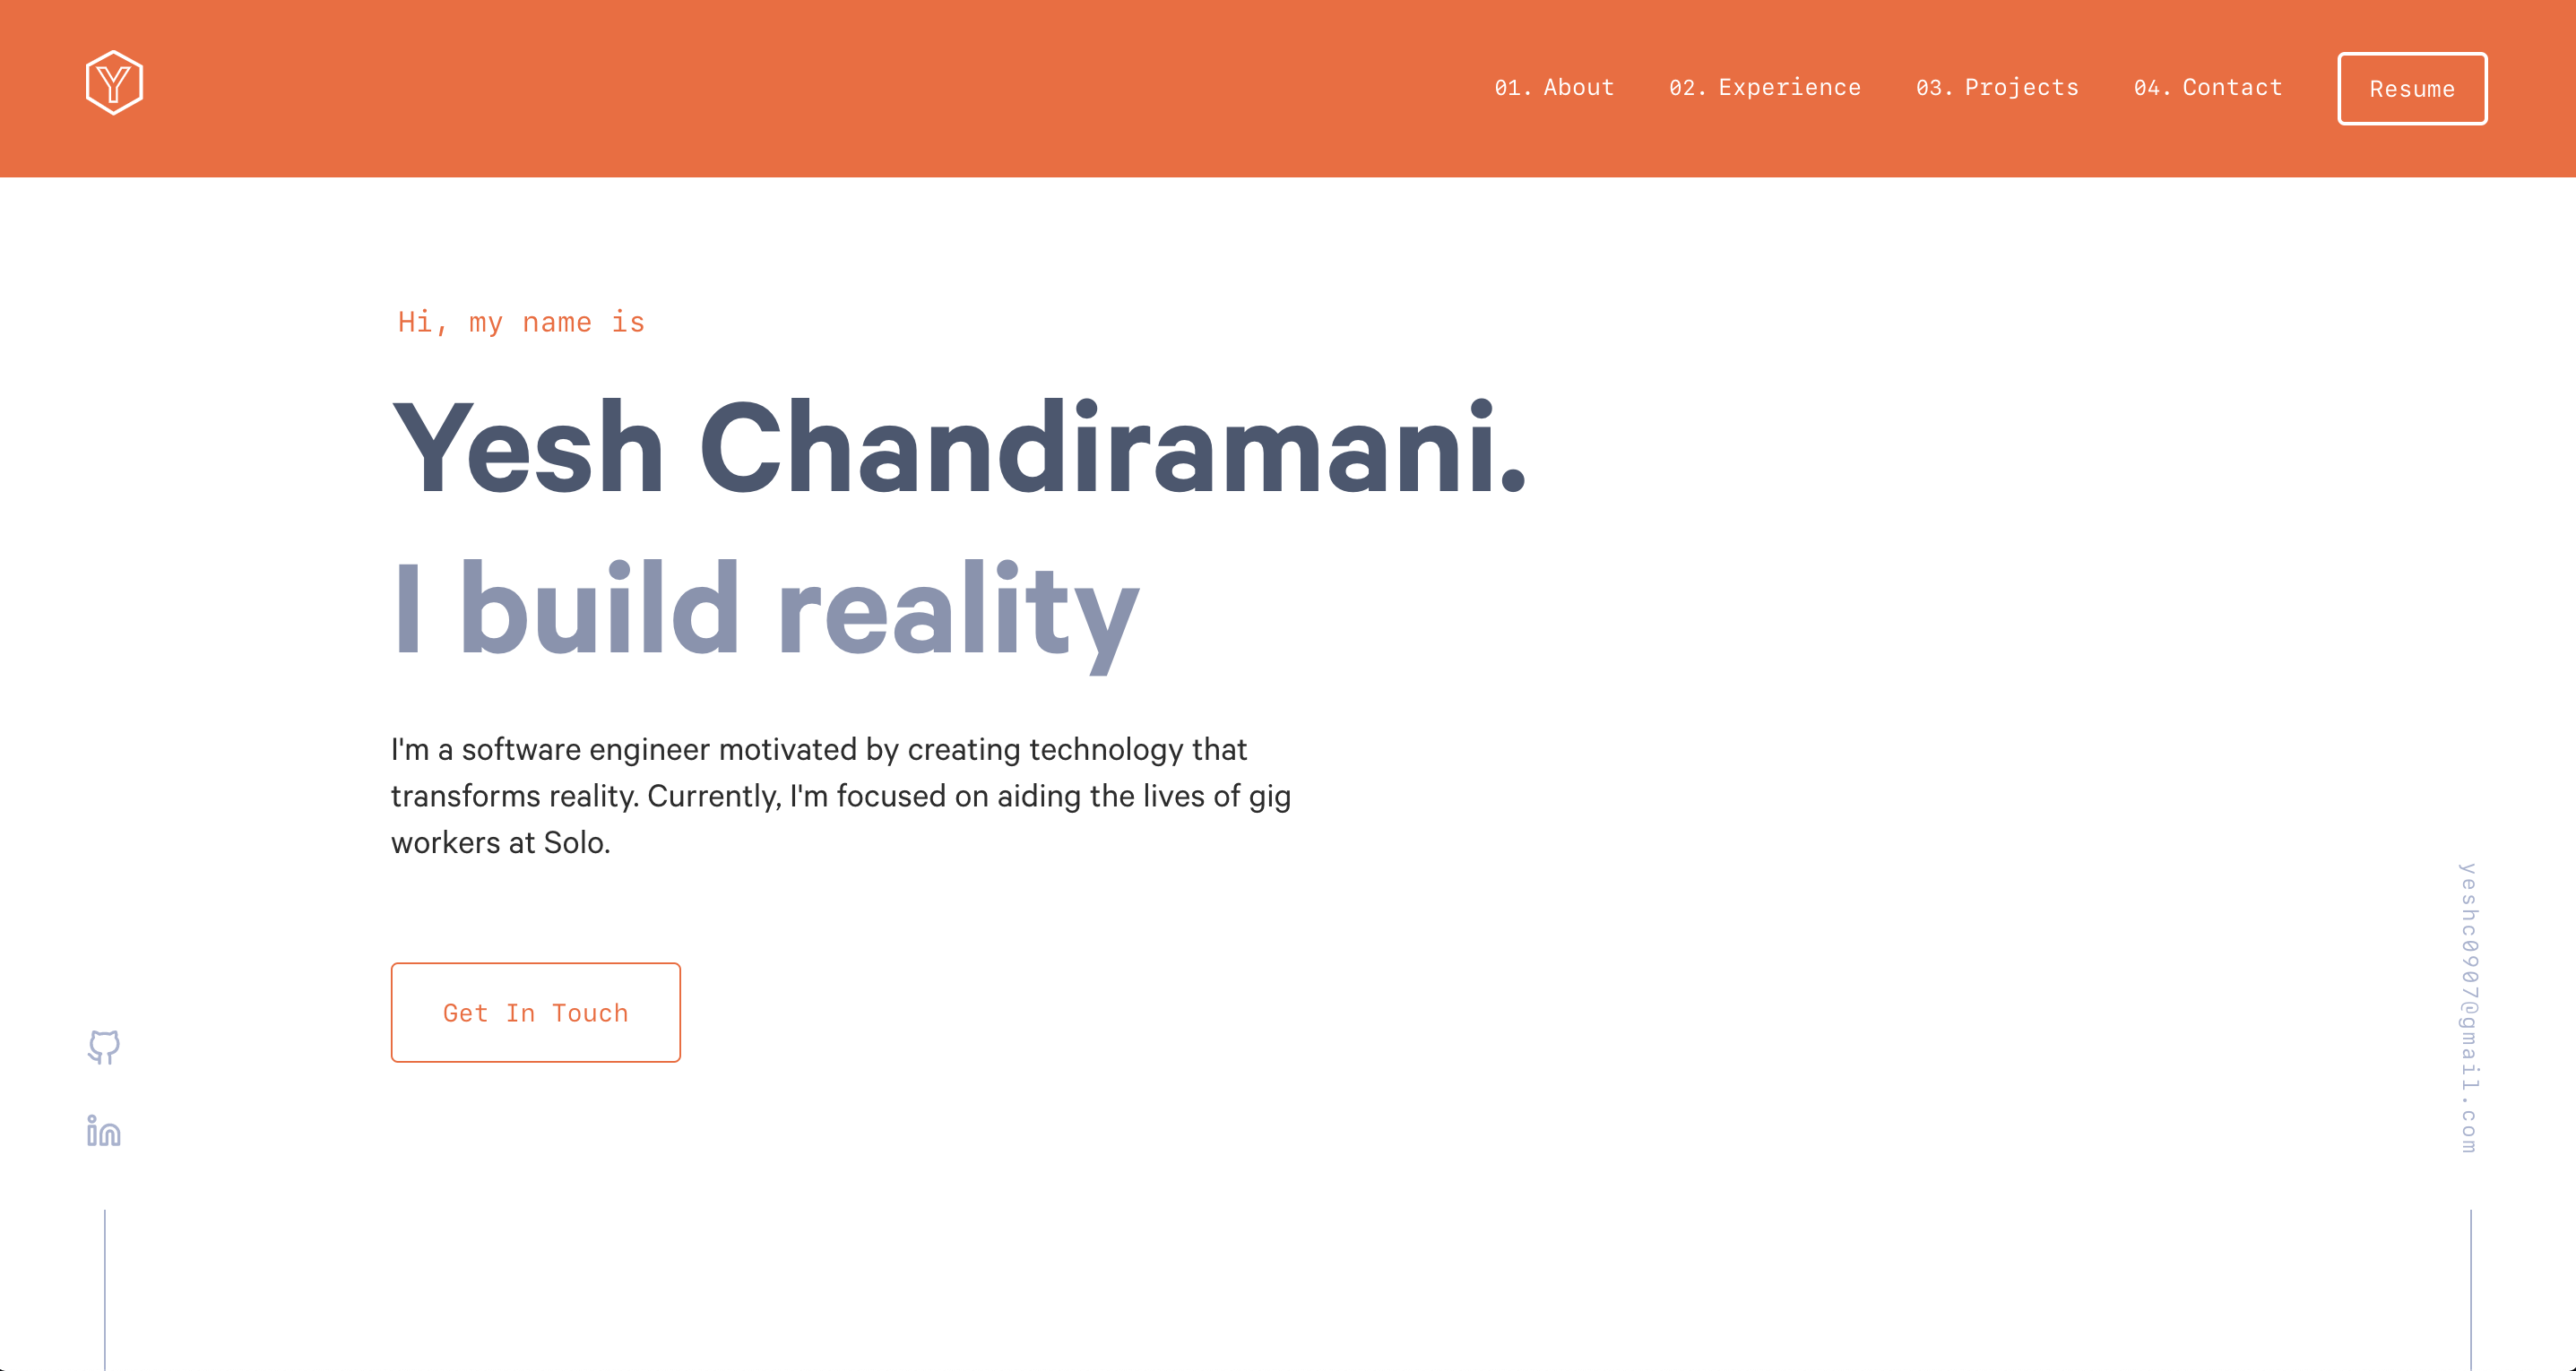 Y
01. About 02. Experience 03. Projects 04. Contact Resume
Hi, my name is
Yesh Chandiramani.
I build reality
I'm a software engineer motivated by creating technology that
transforms reality. Currently, I'm focused on aiding the lives of gig
workers at Solo.
Get In Touch
in
yeshc0907@gmail.com